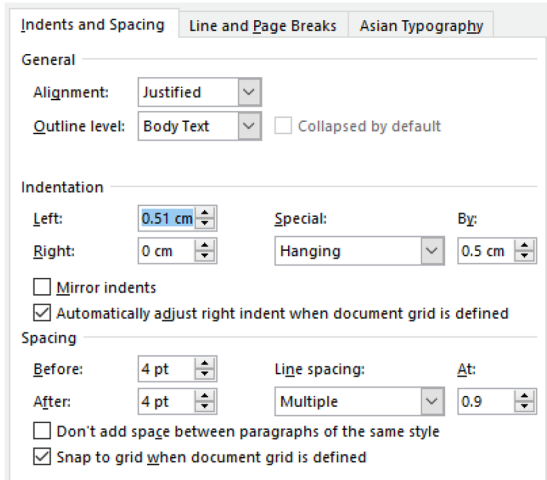 Indents and Spacing Line and Page Breaks Asian Typography
General
Alignment: Justified
Outline level: Body Text Collapsed by default
Indentation
Left: 0.51 cm Special: By:
Right: 0 cm Hanging 0.5 cm
Mirror indents
Automatically adjust right indent when document grid is defined
Spacing
Before: 4 pt Line spacing: At:
After: 4 pt Multiple 0.9
Don't add space between paragraphs of the same style
Snap to grid when document grid is defined